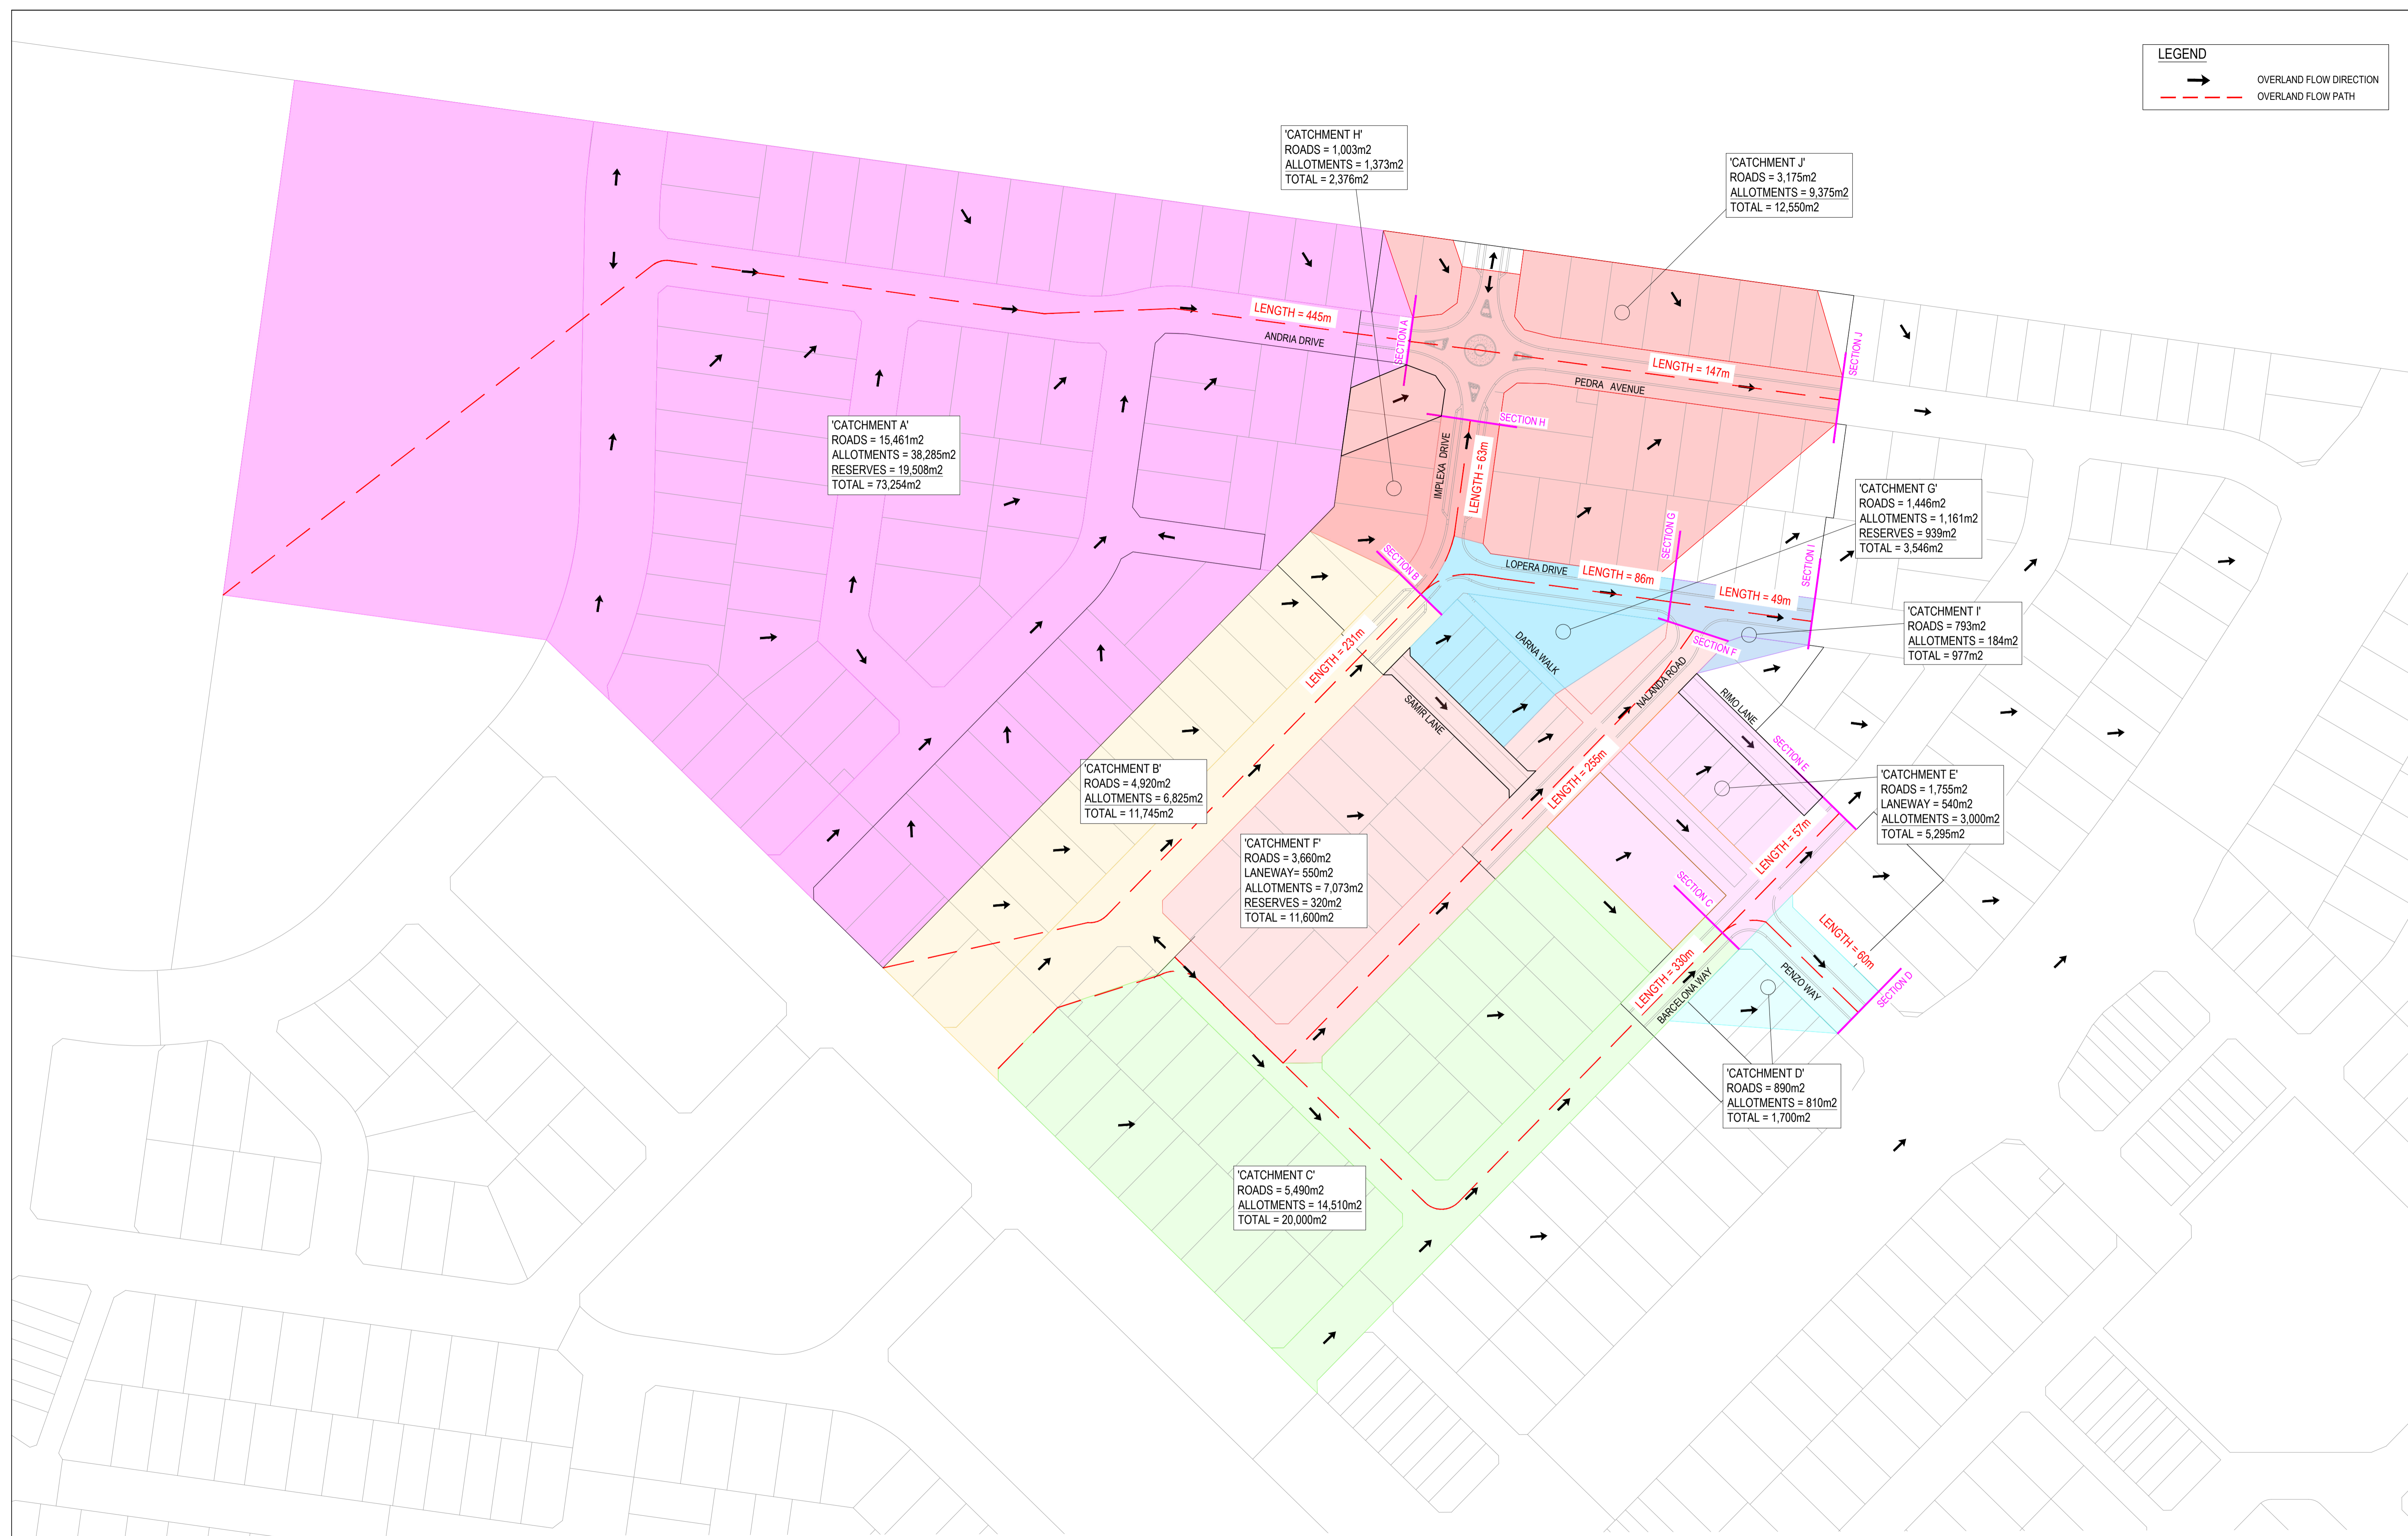 LEGEND
OVERLAND FLOW DIRECTION
OVERLAND FLOW PATH
'CATCHMENT H'
ROADS = 1,003m2
ALLOTMENTS = 1,373m2
TOTAL = 2,376m2
'CATCHMENT J'
ROADS = 3,175m2
ALLOTMENTS = 9,375m2
TOTAL = 12,550m2
LENGTH = 445m
ANDRIA DRIVE
SECTION A
LENGTH = 147m
PEDRA AVENUE
SECTION J
'CATCHMENT A'
ROADS = 15,461m2
ALLOTMENTS = 38,285m2
RESERVES = 19,508m2
TOTAL = 73,254m2
SECTION H
IMPLEXA DRIVE
LENGTH = 63m
'CATCHMENT G'
ROADS = 1,446m2
ALLOTMENTS = 1,161m2
RESERVES = 939m2
TOTAL = 3,546m2
SECTION G
SECTION B
LOPERA DRIVE
LENGTH = 86m
SECTION I
LENGTH = 49m
'CATCHMENT I'
ROADS = 793m2
ALLOTMENTS = 184m2
TOTAL = 977m2
LENGTH = 231m
DARNA WALK
SECTION F
SAMIR LANE
NALANDA ROAD
RIMO LANE
SECTION E
'CATCHMENT B'
ROADS = 4,920m2
ALLOTMENTS = 6,825m2
TOTAL = 11,745m2
LENGTH = 255m
'CATCHMENT E'
ROADS = 1,755m2
LANEWAY = 540m2
ALLOTMENTS = 3,000m2
TOTAL = 5,295m2
'CATCHMENT F'
ROADS = 3,660m2
LANEWAY= 550m2
ALLOTMENTS = 7,073m2
RESERVES = 320m2
TOTAL = 11,600m2
LENGTH = 57m
SECTION C
LENGTH = 60m
LENGTH = 330m
BARCELONA WAY
PENZO WAY
SECTION D
'CATCHMENT D'
ROADS = 890m2
ALLOTMENTS = 810m2
TOTAL = 1,700m2
'CATCHMENT C'
ROADS = 5,490m2
ALLOTMENTS = 14,510m2
TOTAL = 20,000m2